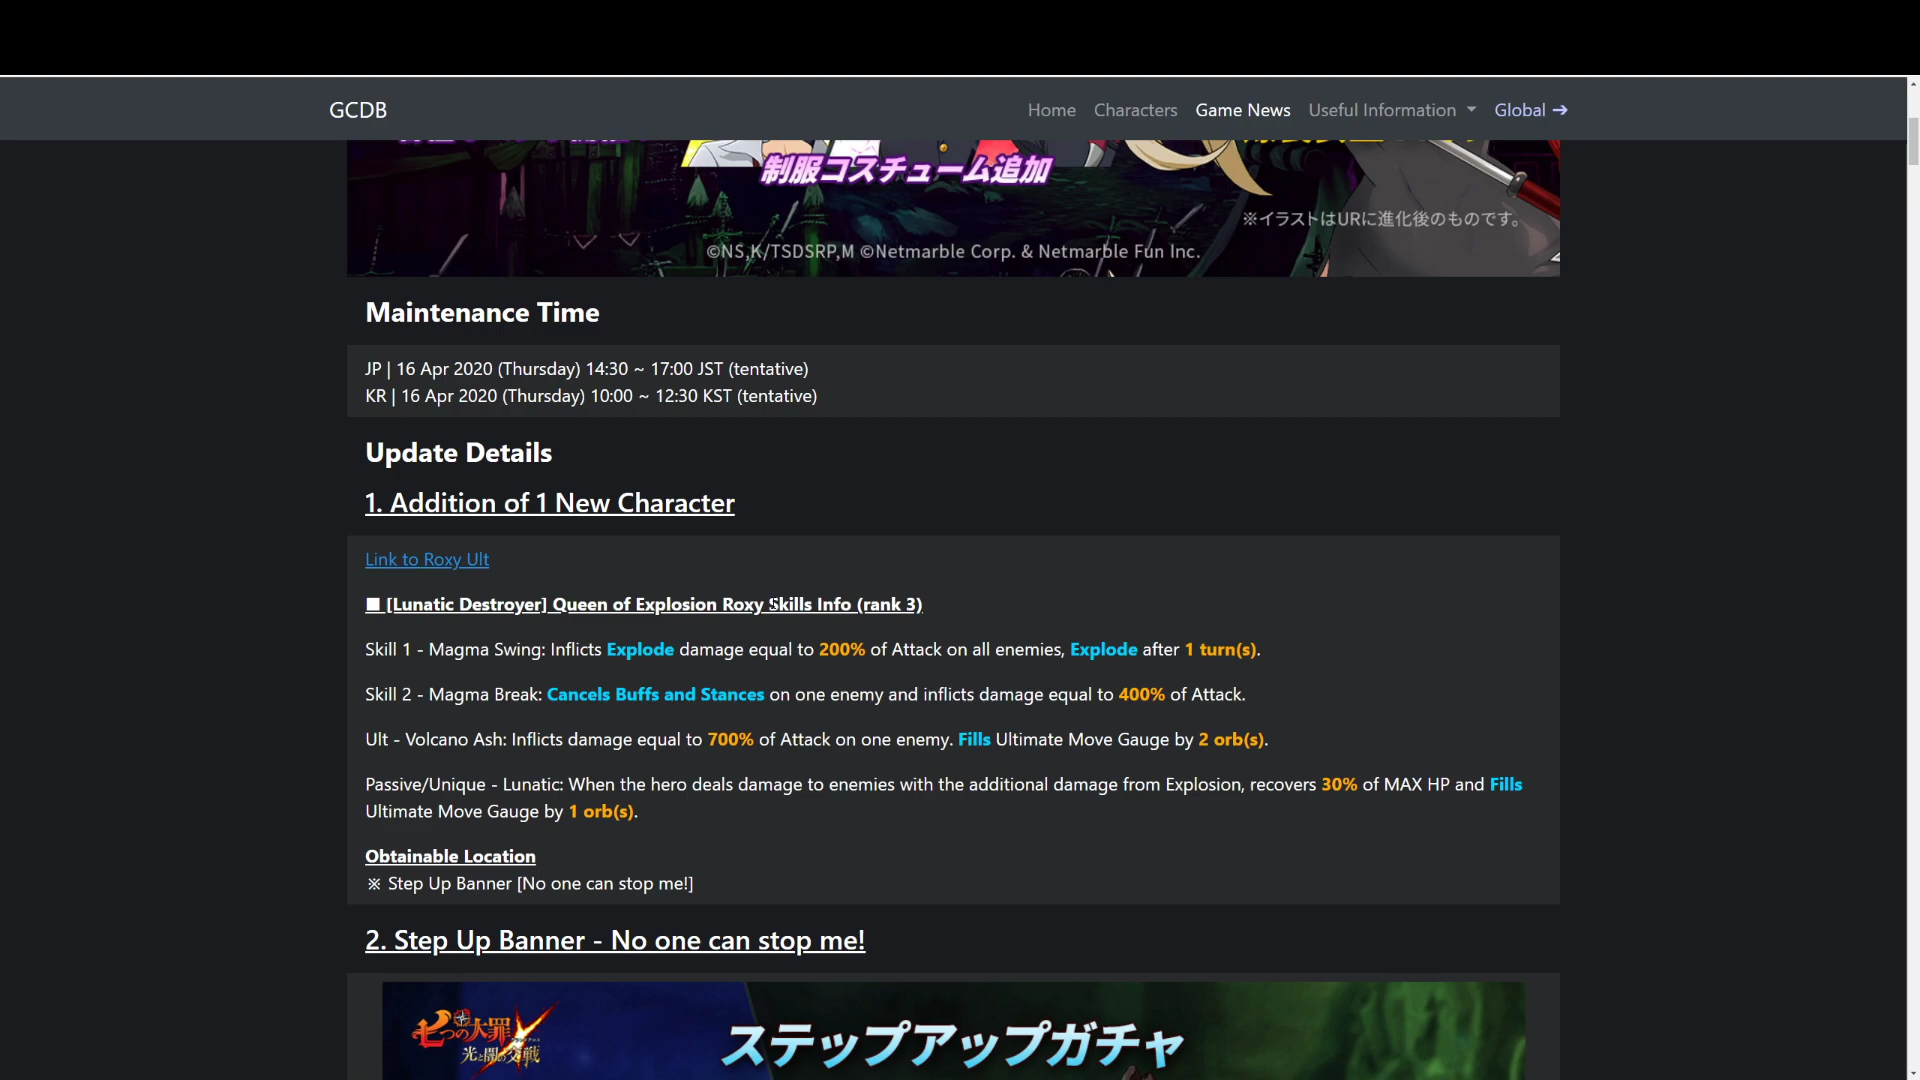 GCDB Home Characters Game News Useful Information Global →
制服コスチューム追加
※イラストはURに進化後のものです。
©NS,K/TSDSRP,M ©Netmarble Corp. & Netmarble Fun Inc.
Maintenance Time
JP | 16 Apr 2020 (Thursday) 14:30 ~ 17:00 JST (tentative)
KR | 16 Apr 2020 (Thursday) 10:00 ~ 12:30 KST (tentative)
Update Details
1. Addition of 1 New Character
Link to Roxy Ult
■ [Lunatic Destroyer] Queen of Explosion Roxy Skills Info (rank 3)
Skill 1 - Magma Swing: Inflicts Explode damage equal to 200% of Attack on all enemies, Explode after 1 turn(s).
Skill 2 - Magma Break: Cancels Buffs and Stances on one enemy and inflicts damage equal to 400% of Attack.
Ult - Volcano Ash: Inflicts damage equal to 700% of Attack on one enemy. Fills Ultimate Move Gauge by 2 orb(s).
Passive/Unique - Lunatic: When the hero deals damage to enemies with the additional damage from Explosion, recovers 30% of MAX HP and Fills
Ultimate Move Gauge by 1 orb(s).
Obtainable Location
※ Step Up Banner [No one can stop me!]
2. Step Up Banner - No one can stop me!
七つの大罪
光と闇の交戦
ステップアップガチャ